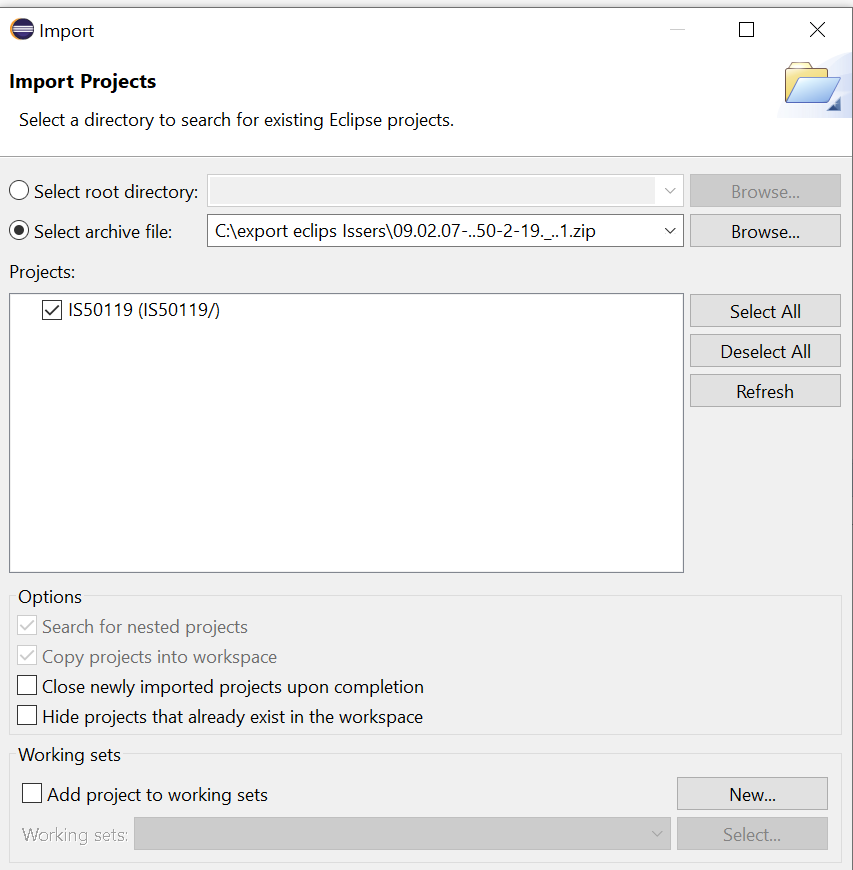 Import
Import Projects
Select a directory to search for existing Eclipse projects.
Select root directory: Browse...
Select archive file: C:\export eclips Issers\09.02.07-..50-2-19._..1.zip Browse...
Projects:
IS50119 (IS50119/)
Select All
Deselect All
Refresh
Options
Search for nested projects
Copy projects into workspace
Close newly imported projects upon completion
Hide projects that already exist in the workspace
Working sets
Add project to working sets New...
Working sets: Select...